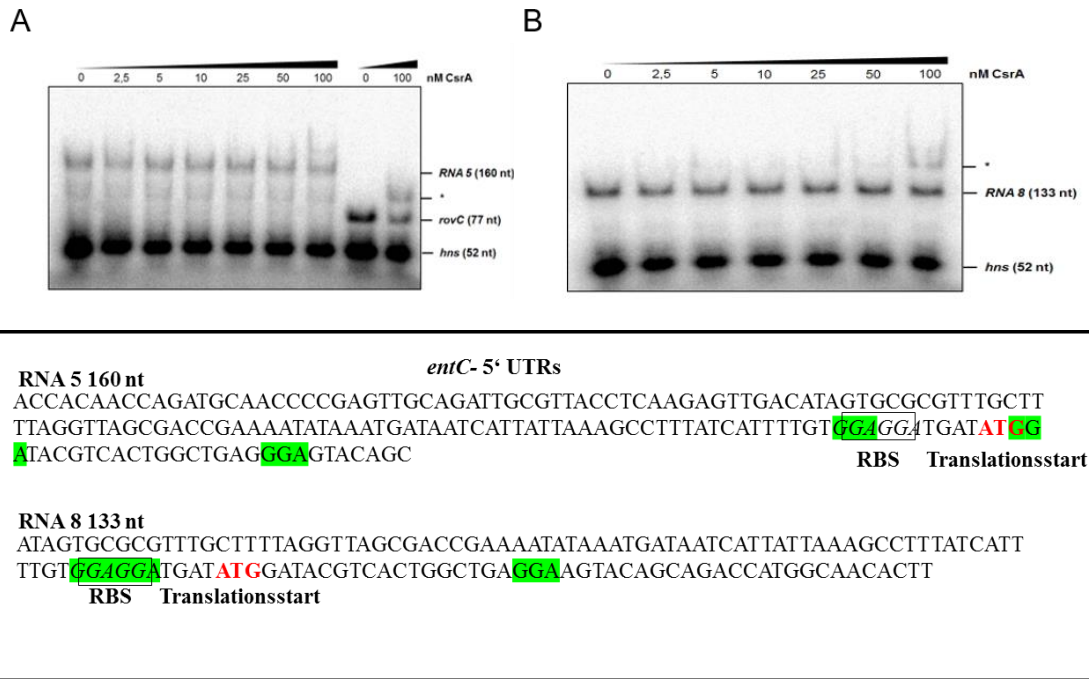 A
B
0 2,5 5 10 25 50 100 0 100 nM CsrA
0 2,5 5 10 25 50 100 nM CsrA
RNA 5 (160 nt)
*
rovC (77 nt)
hns (52 nt)
*
RNA 8 (133 nt)
hns (52 nt)
entC- 5‘ UTRs
RNA 5 160 nt
ACCACAACCAGATGCAACCCCGAGTTGCAGATTGCGTTACCTCAAGAGTTGACATAGTGCGCGTTTGCTT
TTAGGTTAGCGACCGAAAATATAAATGATAATCATTATTAAAGCCTTTATCATTTTGTGGAGGATGATATGG
ATACGTCACTGGCTGAGGGAGTACAGC
RBS Translationsstart
RNA 8 133 nt
ATAGTGCGCGTTTGCTTTTAGGTTAGCGACCGAAAATATAAATGATAATCATTATTAAAGCCTTTATCATT
TTGTGGAGGATGATATGGATACGTCACTGGCTGAGGAAGTACAGCAGACCATGGCAACACTT
RBS Translationsstart